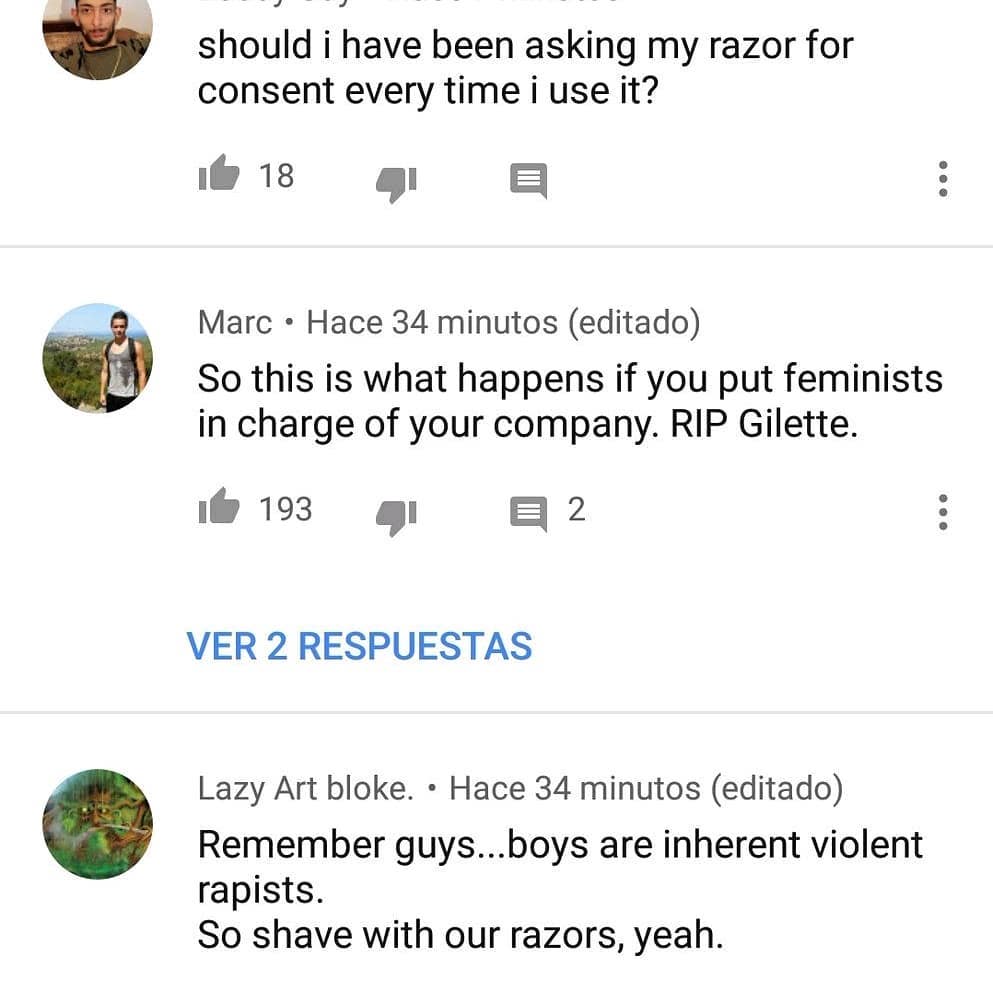 should i have been asking my razor for
consent every time i use it?
18
Marc • Hace 34 minutos (editado)
So this is what happens if you put feminists
in charge of your company. RIP Gilette.
193
2
VER 2 RESPUESTAS
Lazy Art bloke. • Hace 34 minutos (editado)
Remember guys...boys are inherent violent
rapists.
So shave with our razors, yeah.